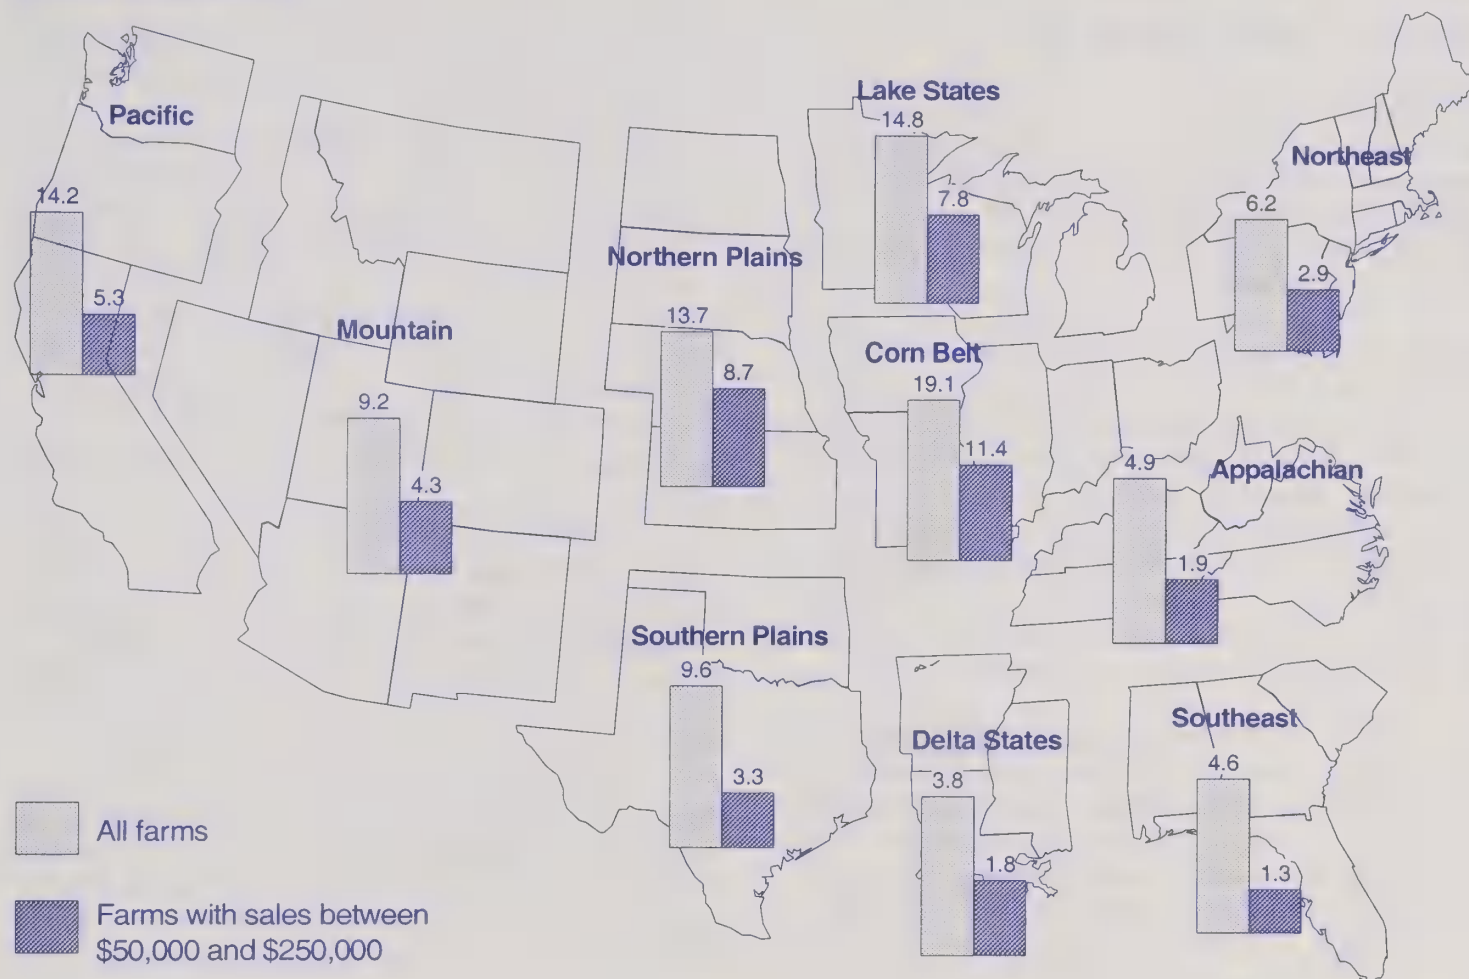 Pacific
14.2
5.3
Mountain
9.2
4.3
Northern Plains
13.7
8.7
Lake States
14.8
7.8
Corn Belt
19.1
11.4
Northeast
6.2
2.9
Appalachian
4.9
1.9
Southern Plains
9.6
3.3
Delta States
3.8
1.8
Southeast
4.6
1.3
All farms
Farms with sales between
$50,000 and $250,000